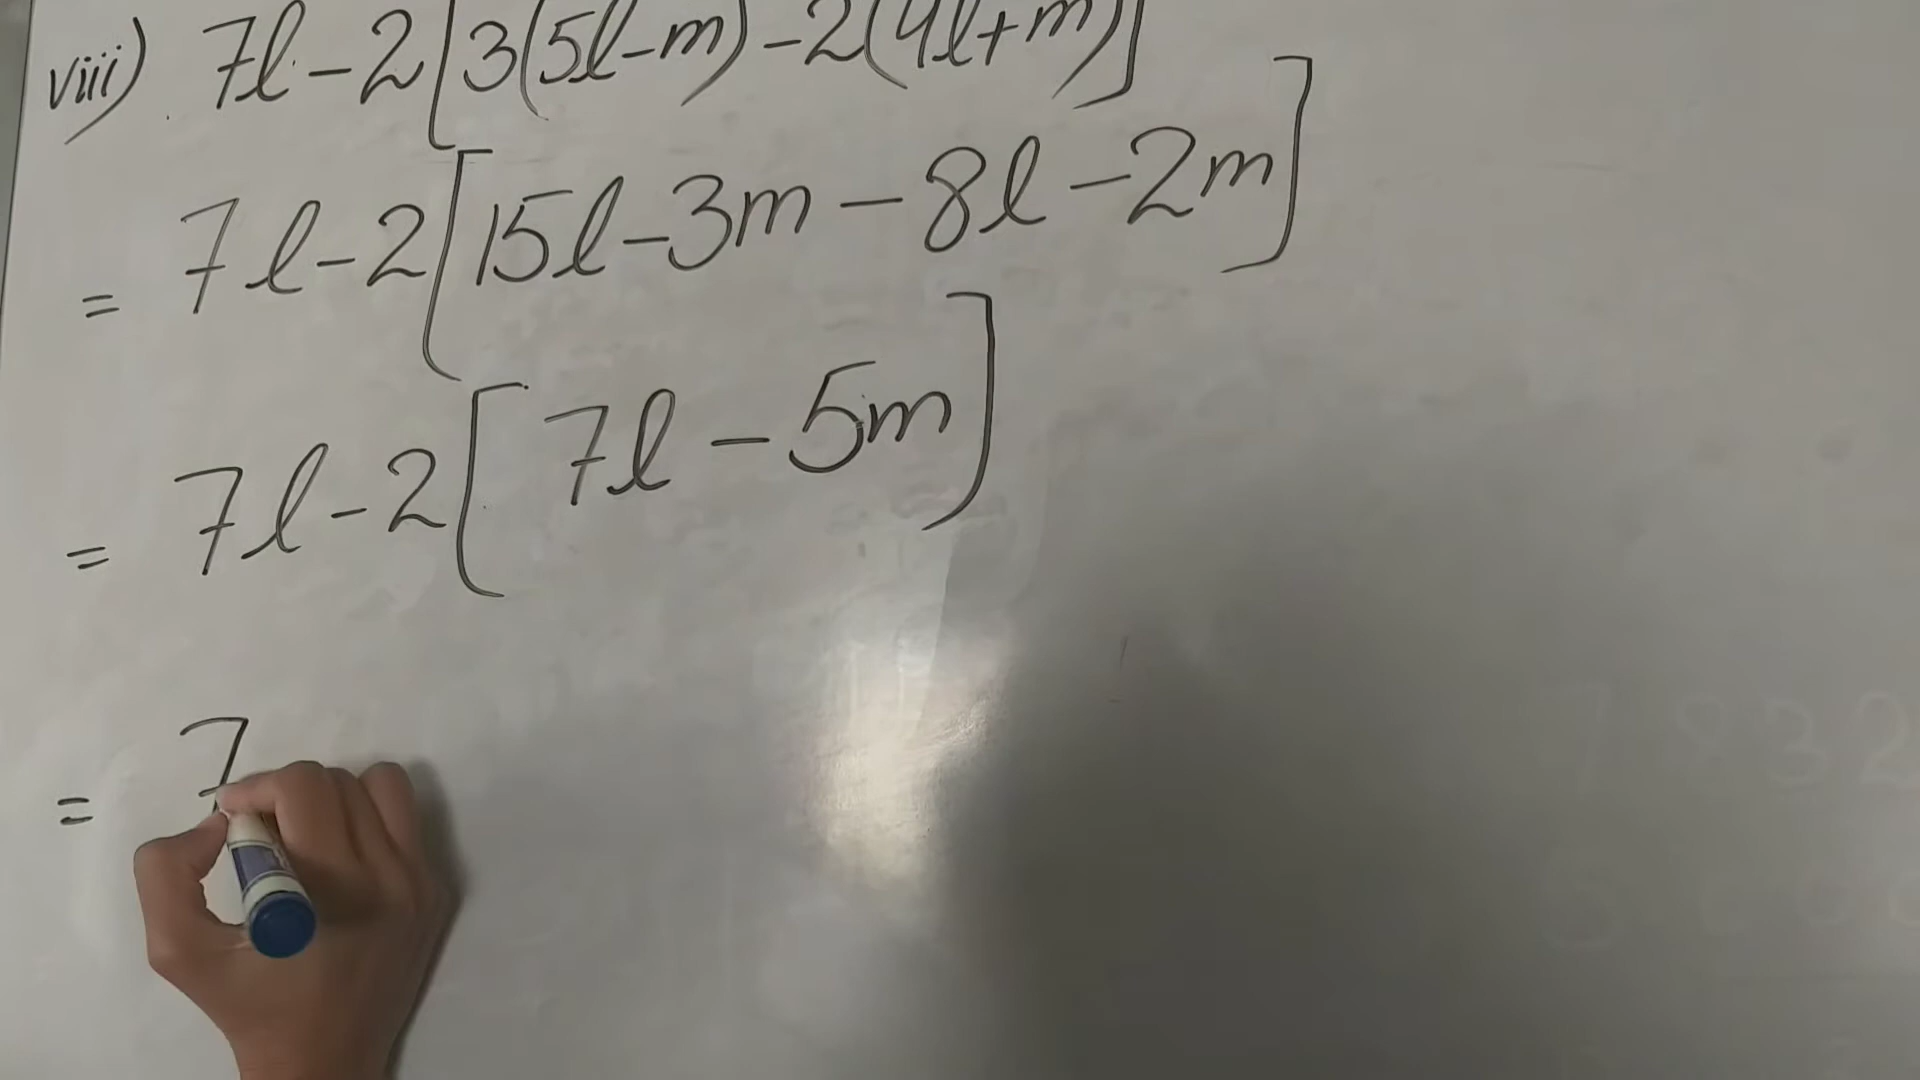 viii) 7l-2[3(5l-m)-2(4l+m)]
= 7l-2[15l-3m-8l-2m]
= 7l-2[7l-5m]
= 7